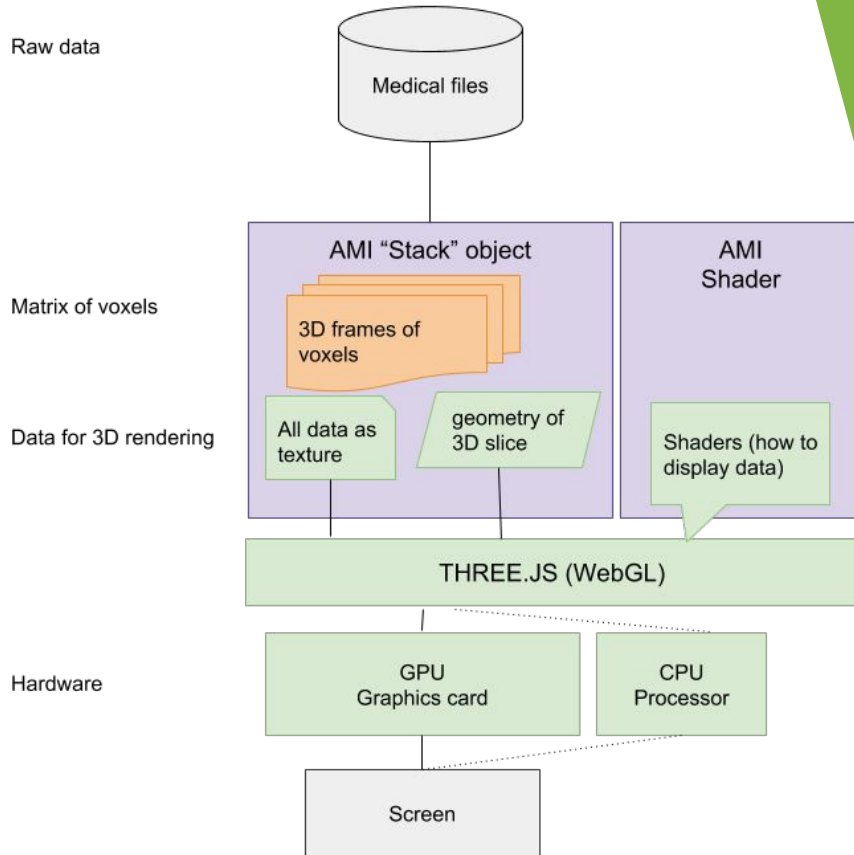 Raw data
Medical files
AMI “Stack” object
AMI
Shader
Matrix of voxels
3D frames of
voxels
Data for 3D rendering
All data as
texture
geometry of
3D slice
Shaders (how to
display data)
THREE.JS (WebGL)
Hardware
GPU
Graphics card
CPU
Processor
Screen